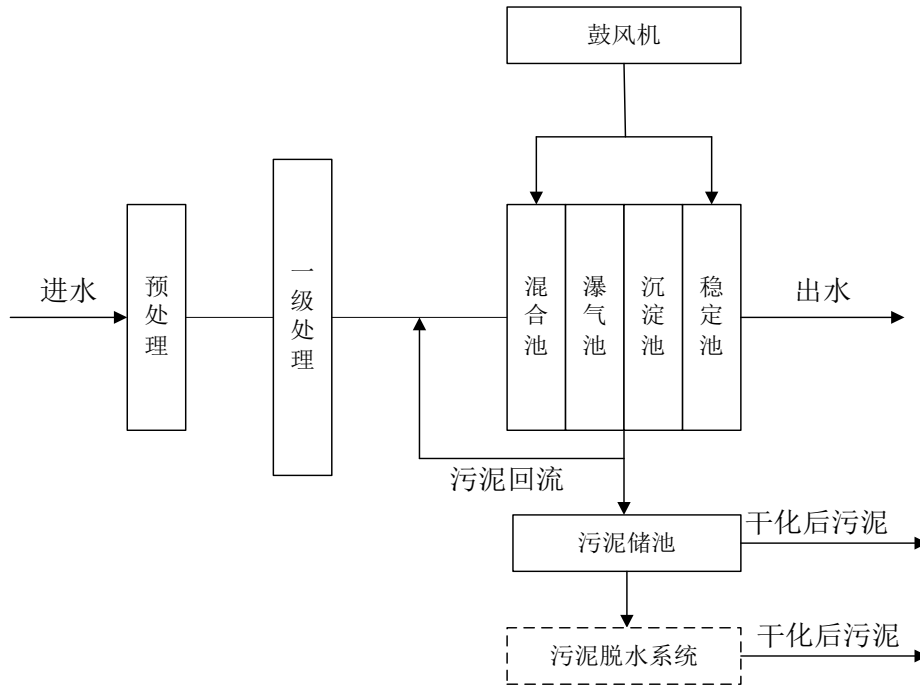 鼓风机
进水
预处理
一级处理
混合池
瀑气池
沉淀池
稳定池
出水
污泥回流
污泥储池
干化后污泥
污泥脱水系统
干化后污泥